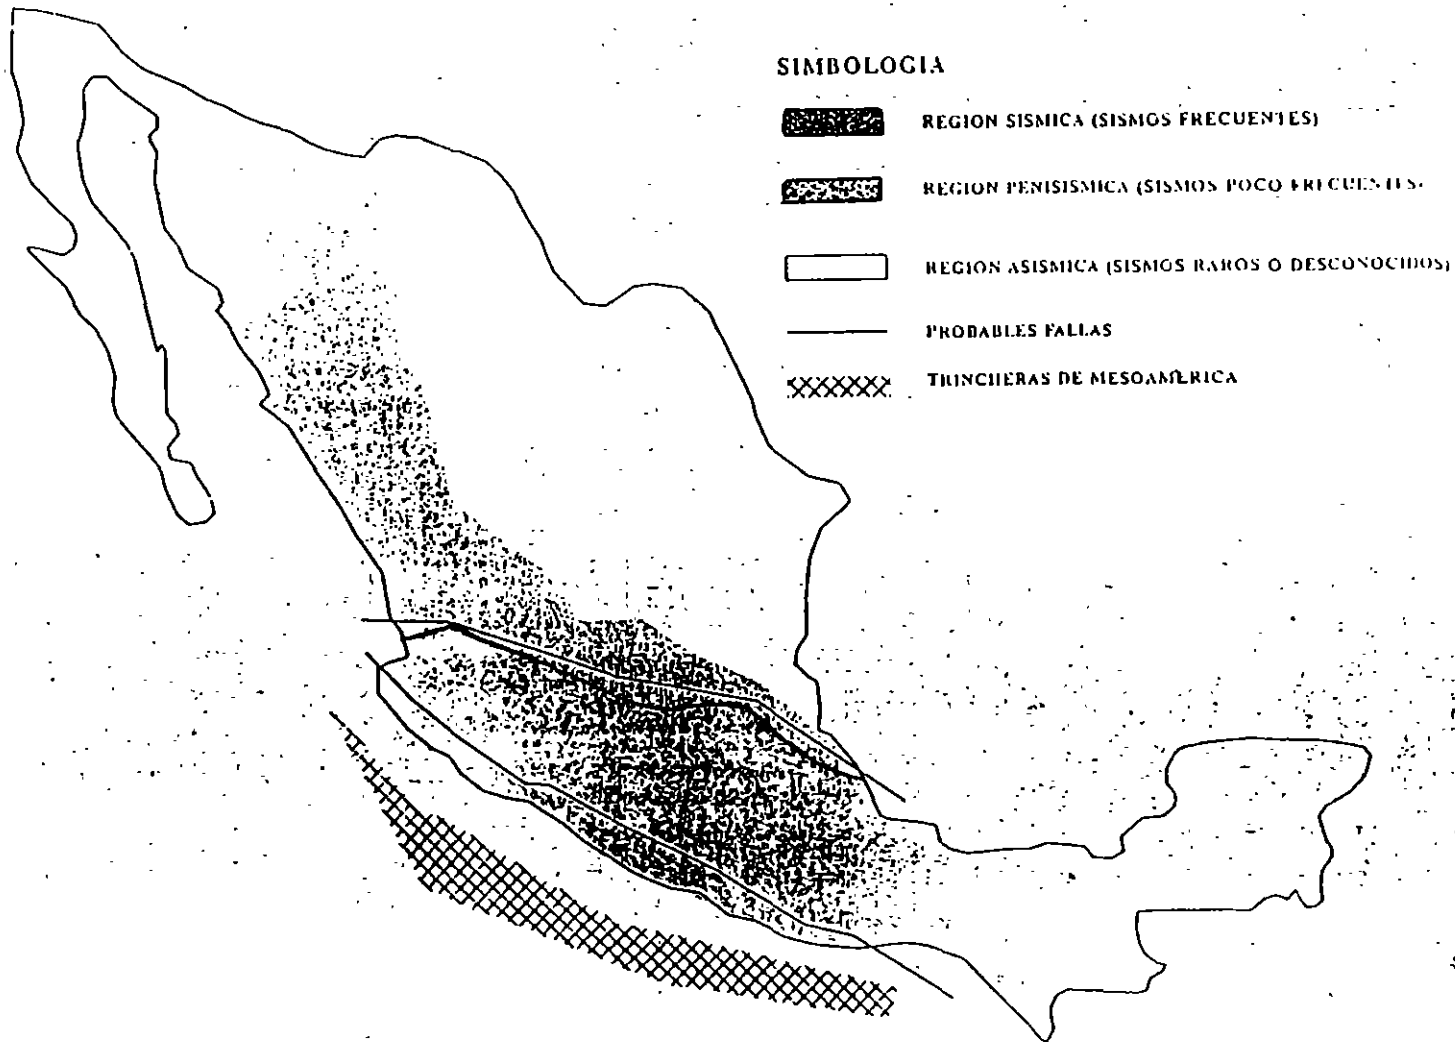 SIMBOLOGIA
REGION SISMICA (SISMOS FRECUENTES)
REGION PENISISMICA (SISMOS POCO FRECUENTES)
REGION ASISMICA (SISMOS RAROS O DESCONOCIDOS)
PROBABLES FALLAS
TRINCHERAS DE MESOAMERICA